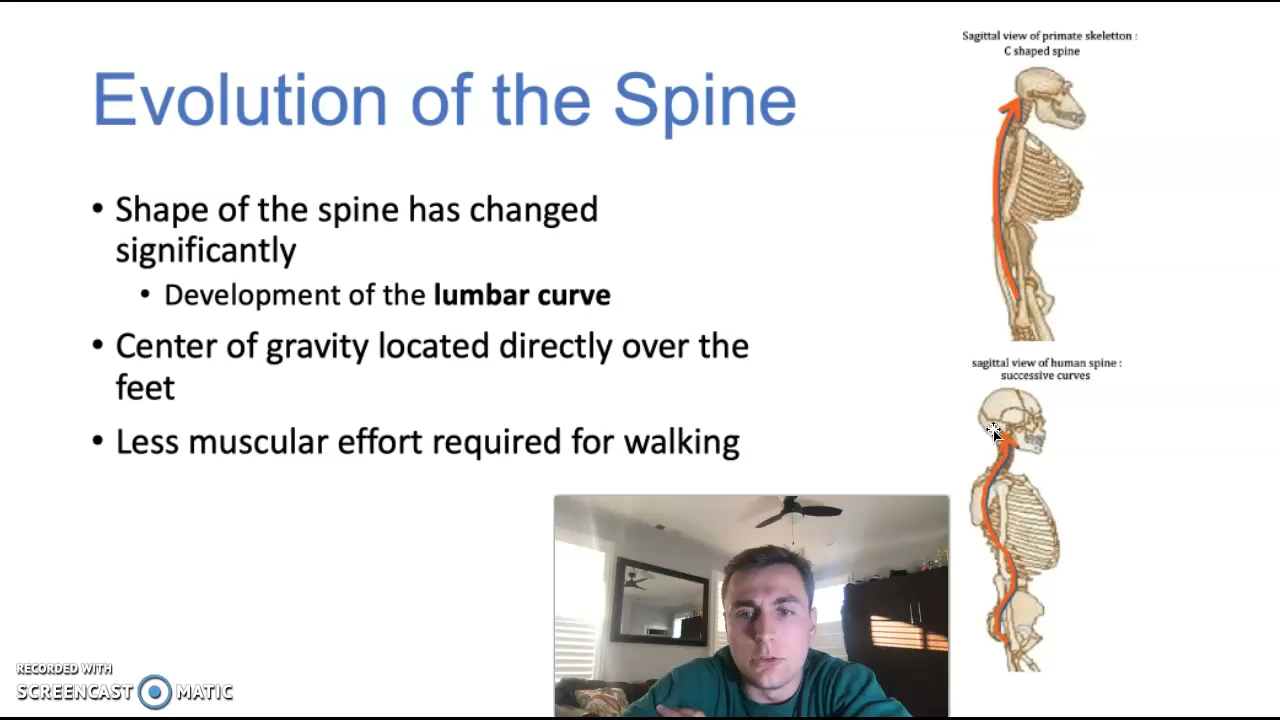 Evolution of the Spine
• Shape of the spine has changed
significantly
• Development of the lumbar curve
• Center of gravity located directly over the
feet
• Less muscular effort required for walking
Sagittal view of primate skeletton :
C shaped spine
sagittal view of human spine :
successive curves
RECORDED WITH
SCREENCAST MATIC